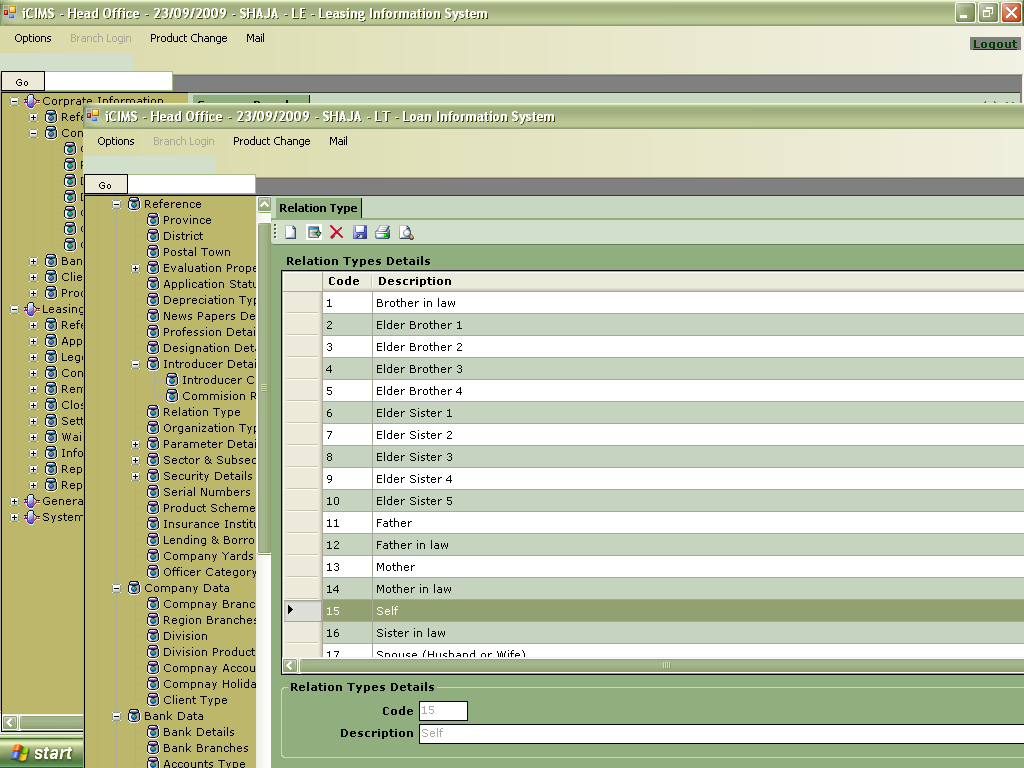 iCIMS - Head Office - 23/09/2009 - SHAJA - LE - Leasing Information System
Options Branch Login Product Change Mail
Logout
Go
Corprate Information
iCIMS - Head Office - 23/09/2009 - SHAJA - LT - Loan Information System
Options Branch Login Product Change Mail
Go
Refe
Con
Ban
Clie
Proc
Leasing
Refe
App
Lega
Con
Rem
Clos
Sett
Wai
Info
Rep
Rep
Genera
System
Reference
Province
District
Postal Town
Evaluation Prope
Application Statu
Depreciation Typ
News Papers De
Profession Detai
Designation Deta
Introducer Detai
Introducer C
Commision R
Relation Type
Organization Typ
Parameter Detai
Sector & Subsec
Security Details
Serial Numbers
Product Scheme
Insurance Institu
Lending & Borro
Company Yards
Officer Category
Company Data
Compnay Branc
Region Branches
Division
Division Product
Compnay Accou
Compnay Holida
Client Type
Bank Data
Bank Details
Bank Branches
Accounts Type
Relation Type
Relation Types Details
Code Description
1 Brother in law
2 Elder Brother 1
3 Elder Brother 2
4 Elder Brother 3
5 Elder Brother 4
6 Elder Sister 1
7 Elder Sister 2
8 Elder Sister 3
9 Elder Sister 4
10 Elder Sister 5
11 Father
12 Father in law
13 Mother
14 Mother in law
15 Self
16 Sister in law
17 Spouse (Husband or Wife)
Relation Types Details
Code 15
Description Self
start